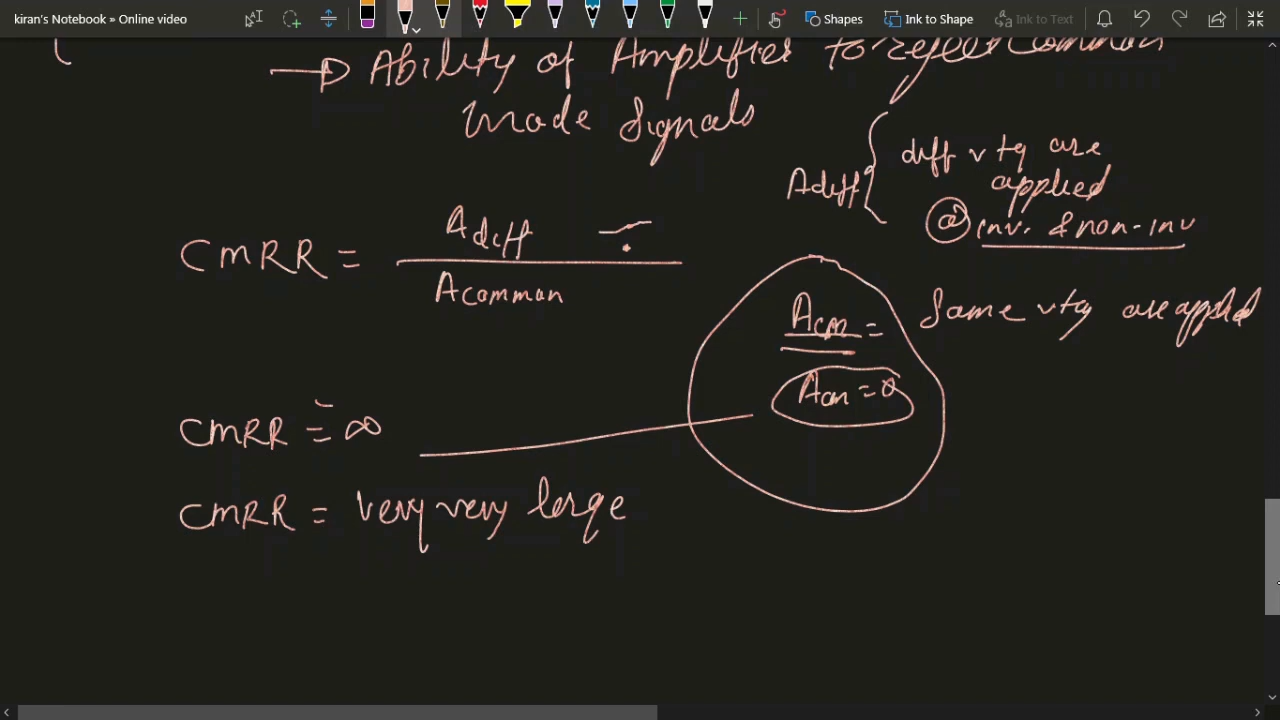 kiran's Notebook » Online video
Shapes
Ink to Shape
Ink to Text
→ Ability of Amplifier to reject Common
mode Signals
Adiff { diff vtg are
applied
@ inv. & non-inv
CMRR = Adiff
Acommon
Acm = Same vtg are applied
Acm = 0
CMRR = ∞
CMRR = very very large